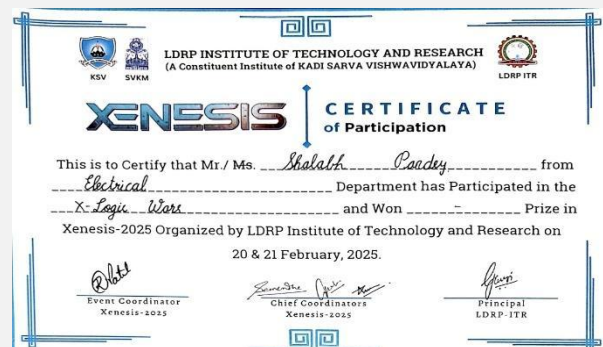 LDRP INSTITUTE OF TECHNOLOGY AND RESEARCH
(A Constituent Institute of KADI SARVA VISHWAVIDYALAYA)
KSV SVKM LDRP ITR
XENESIS
CERTIFICATE
of Participation
This is to Certify that Mr./ Ms. Shalabh Pandey from
Electrical Department has Participated in the
X-Logic Wars and Won - Prize in
Xenesis-2025 Organized by LDRP Institute of Technology and Research on
20 & 21 February, 2025.
Event Coordinator
Xenesis-2025
Chief Coordinators
Xenesis-2025
Principal
LDRP-ITR